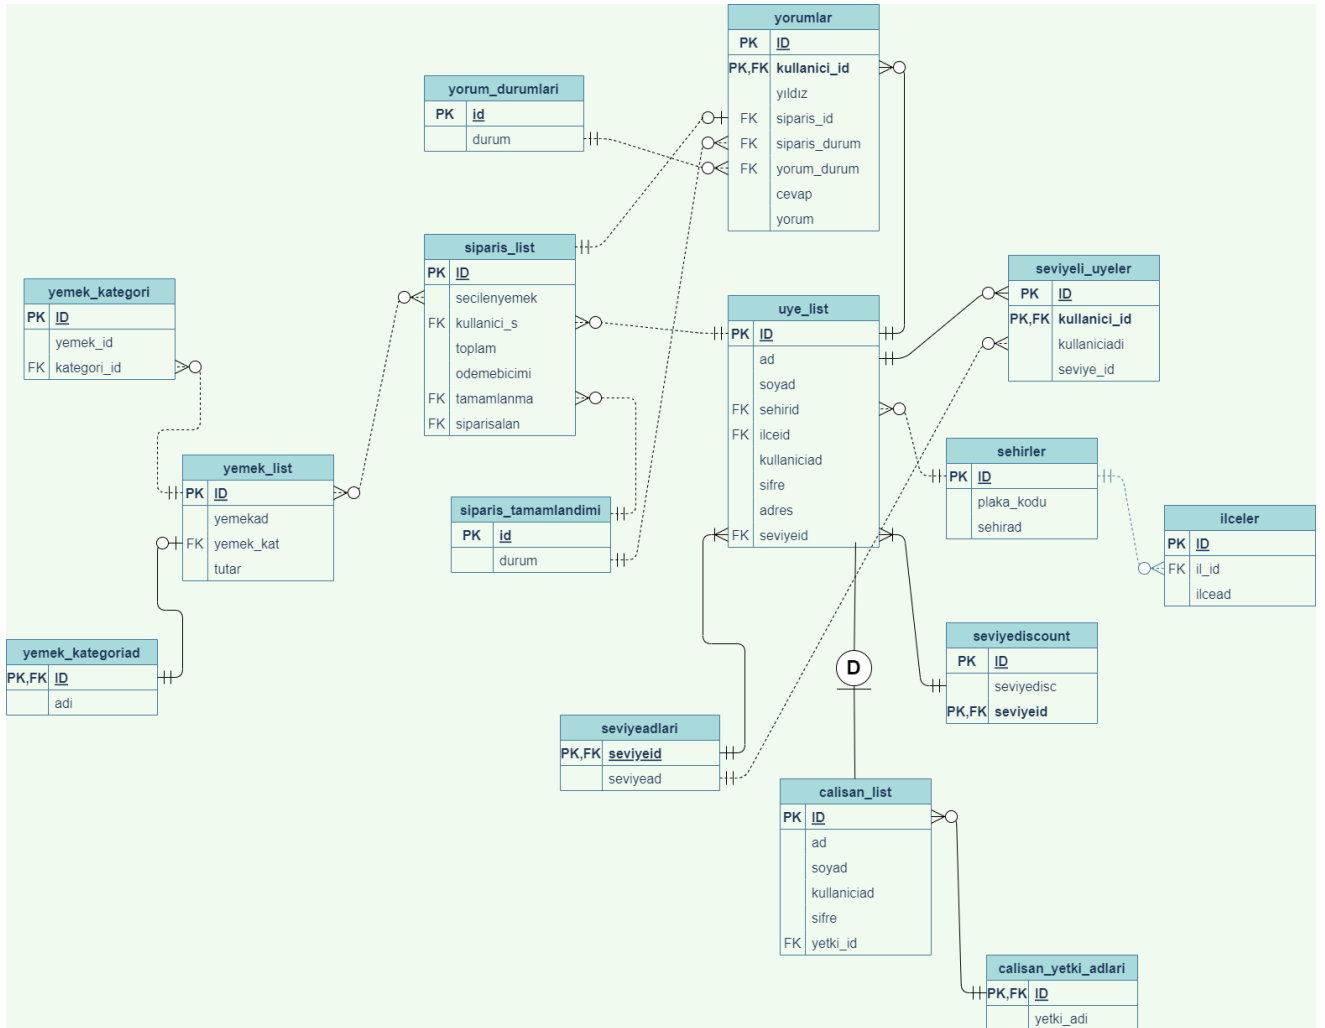 yorumlar
PK ID
PK,FK kullanici_id
yıldız
FK siparis_id
FK siparis_durum
FK yorum_durum
cevap
yorum
yorum_durumlari
PK id
durum
siparis_list
PK ID
secilenyemek
FK kullanici_s
toplam
odemebicimi
FK tamamlanma
FK siparisalan
yemek_kategori
PK ID
yemek_id
FK kategori_id
uye_list
PK ID
ad
soyad
FK sehirid
FK ilceid
kullaniciad
sifre
adres
FK seviyeid
seviyeli_uyeler
PK ID
PK,FK kullanici_id
kullaniciadi
seviye_id
yemek_list
PK ID
yemekad
FK yemek_kat
tutar
siparis_tamamlandimi
PK id
durum
sehirler
PK ID
plaka_kodu
sehirad
ilceler
PK ID
FK il_id
ilcead
yemek_kategoriad
PK,FK ID
adi
seviyediscount
PK ID
seviyedisc
PK,FK seviyeid
D
seviyeadlari
PK,FK seviyeid
seviyead
calisan_list
PK ID
ad
soyad
kullaniciad
sifre
FK yetki_id
calisan_yetki_adlari
PK,FK ID
yetki_adi